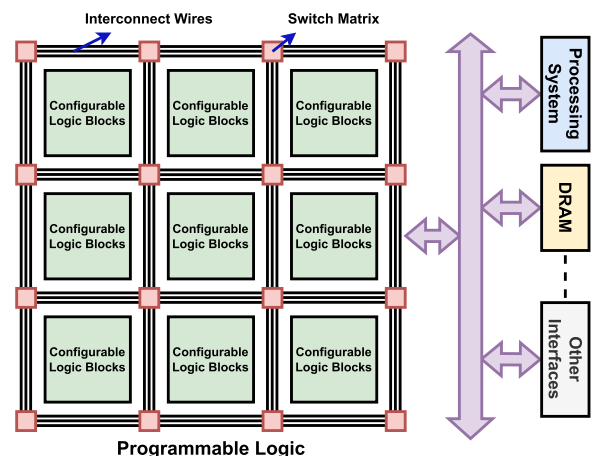 Interconnect Wires
Switch Matrix
Configurable
Logic Blocks
Configurable
Logic Blocks
Configurable
Logic Blocks
Configurable
Logic Blocks
Configurable
Logic Blocks
Configurable
Logic Blocks
Configurable
Logic Blocks
Configurable
Logic Blocks
Configurable
Logic Blocks
Programmable Logic
Processing
System
DRAM
Other
Interfaces